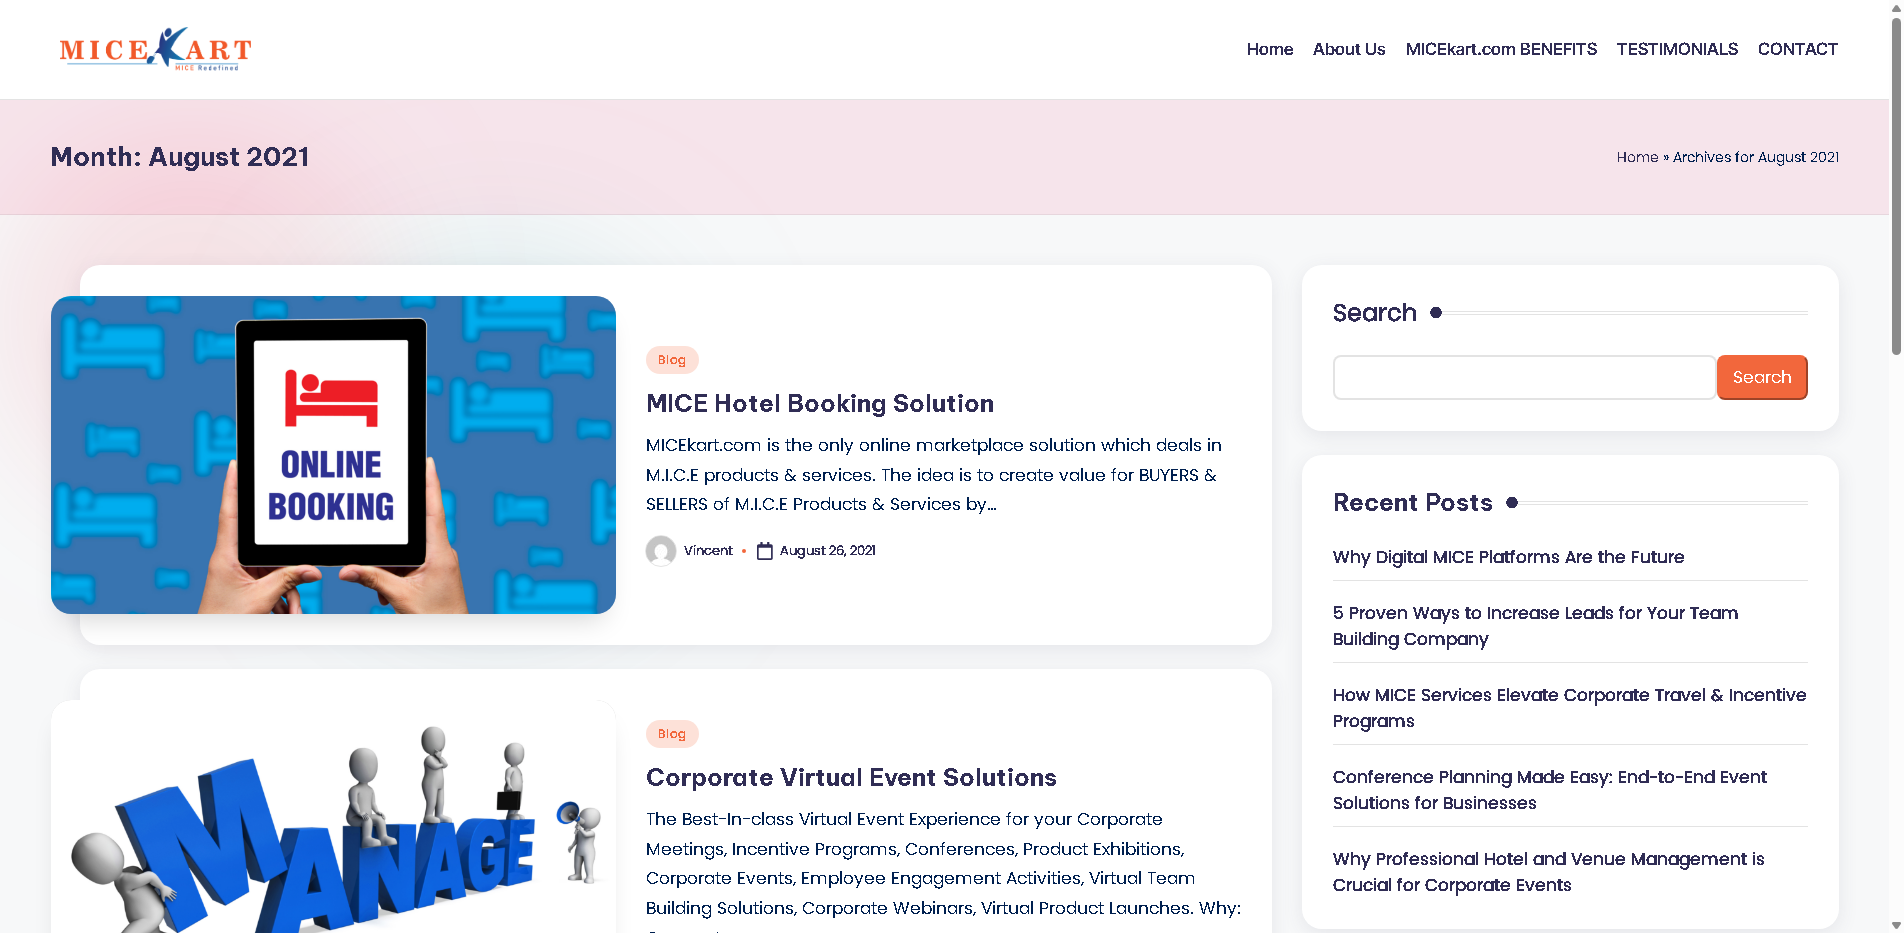 MICEKART
MICE Redefined
Home
About Us
MICEkart.com BENEFITS
TESTIMONIALS
CONTACT
Month: August 2021
Home » Archives for August 2021
ONLINE
BOOKING
Blog
MICE Hotel Booking Solution
MICEkart.com is the only online marketplace solution which deals in
M.I.C.E products & services. The idea is to create value for BUYERS &
SELLERS of M.I.C.E Products & Services by...
Vincent • August 26, 2021
MANAGE
Blog
Corporate Virtual Event Solutions
The Best-In-class Virtual Event Experience for your Corporate
Meetings, Incentive Programs, Conferences, Product Exhibitions,
Corporate Events, Employee Engagement Activities, Virtual Team
Building Solutions, Corporate Webinars, Virtual Product Launches. Why:
Search
Search
Recent Posts
Why Digital MICE Platforms Are the Future
5 Proven Ways to Increase Leads for Your Team
Building Company
How MICE Services Elevate Corporate Travel & Incentive
Programs
Conference Planning Made Easy: End-to-End Event
Solutions for Businesses
Why Professional Hotel and Venue Management is
Crucial for Corporate Events